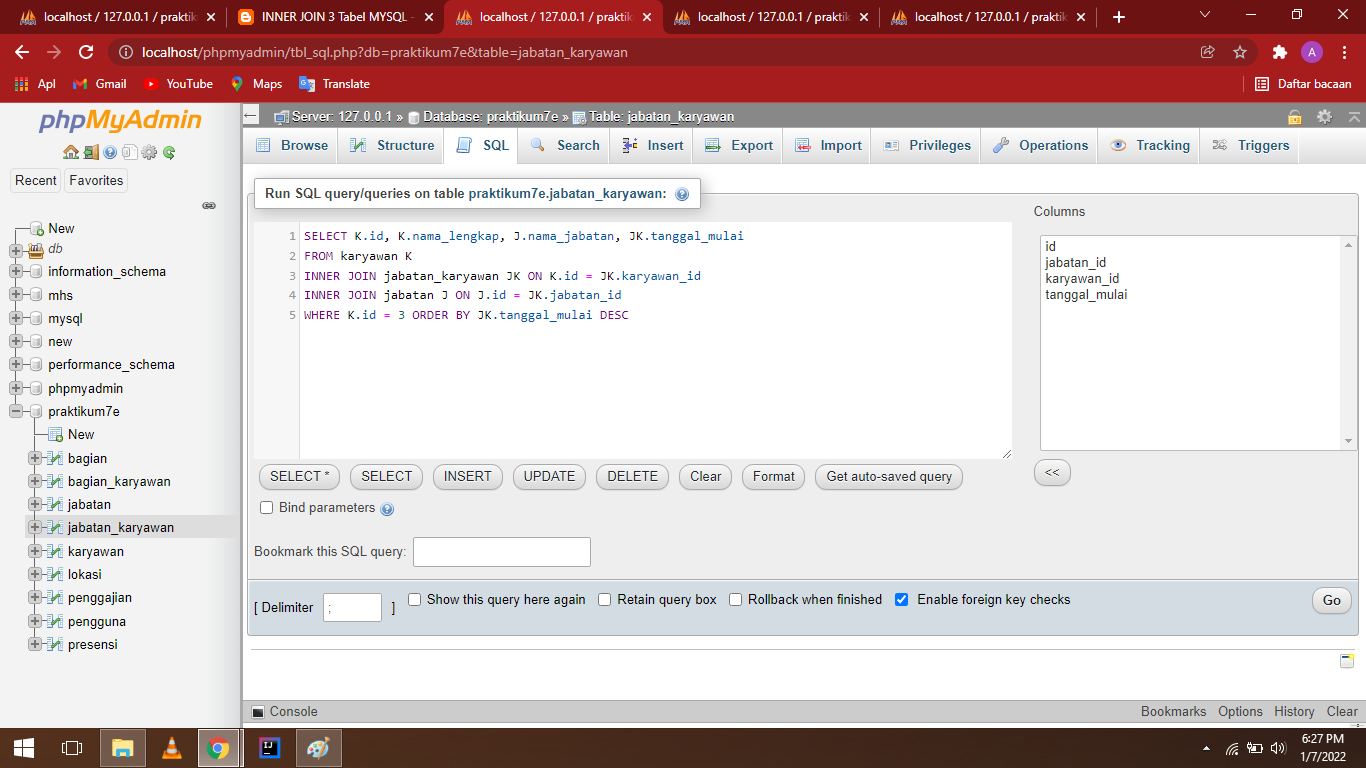 localhost / 127.0.0.1 / praktik
INNER JOIN 3 Tabel MYSQL -
localhost / 127.0.0.1 / praktik
localhost / 127.0.0.1 / praktik
localhost / 127.0.0.1 / praktik
localhost/phpmyadmin/tbl_sql.php?db=praktikum7e&table=jabatan_karyawan
A
Apl
Gmail
YouTube
Maps
Translate
Daftar bacaan
phpMyAdmin
Recent
Favorites
New
db
information_schema
mhs
mysql
new
performance_schema
phpmyadmin
praktikum7e
New
bagian
bagian_karyawan
jabatan
jabatan_karyawan
karyawan
lokasi
penggajian
pengguna
presensi
Server: 127.0.0.1 » Database: praktikum7e » Table: jabatan_karyawan
Browse
Structure
SQL
Search
Insert
Export
Import
Privileges
Operations
Tracking
Triggers
Run SQL query/queries on table praktikum7e.jabatan_karyawan:
1 SELECT K.id, K.nama_lengkap, J.nama_jabatan, JK.tanggal_mulai
2 FROM karyawan K
3 INNER JOIN jabatan_karyawan JK ON K.id = JK.karyawan_id
4 INNER JOIN jabatan J ON J.id = JK.jabatan_id
5 WHERE K.id = 3 ORDER BY JK.tanggal_mulai DESC
Columns
id
jabatan_id
karyawan_id
tanggal_mulai
SELECT *
SELECT
INSERT
UPDATE
DELETE
Clear
Format
Get auto-saved query
<<
Bind parameters
Bookmark this SQL query:
[ Delimiter ; ]
Show this query here again
Retain query box
Rollback when finished
Enable foreign key checks
Go
Console
Bookmarks
Options
History
Clear
6:27 PM
1/7/2022